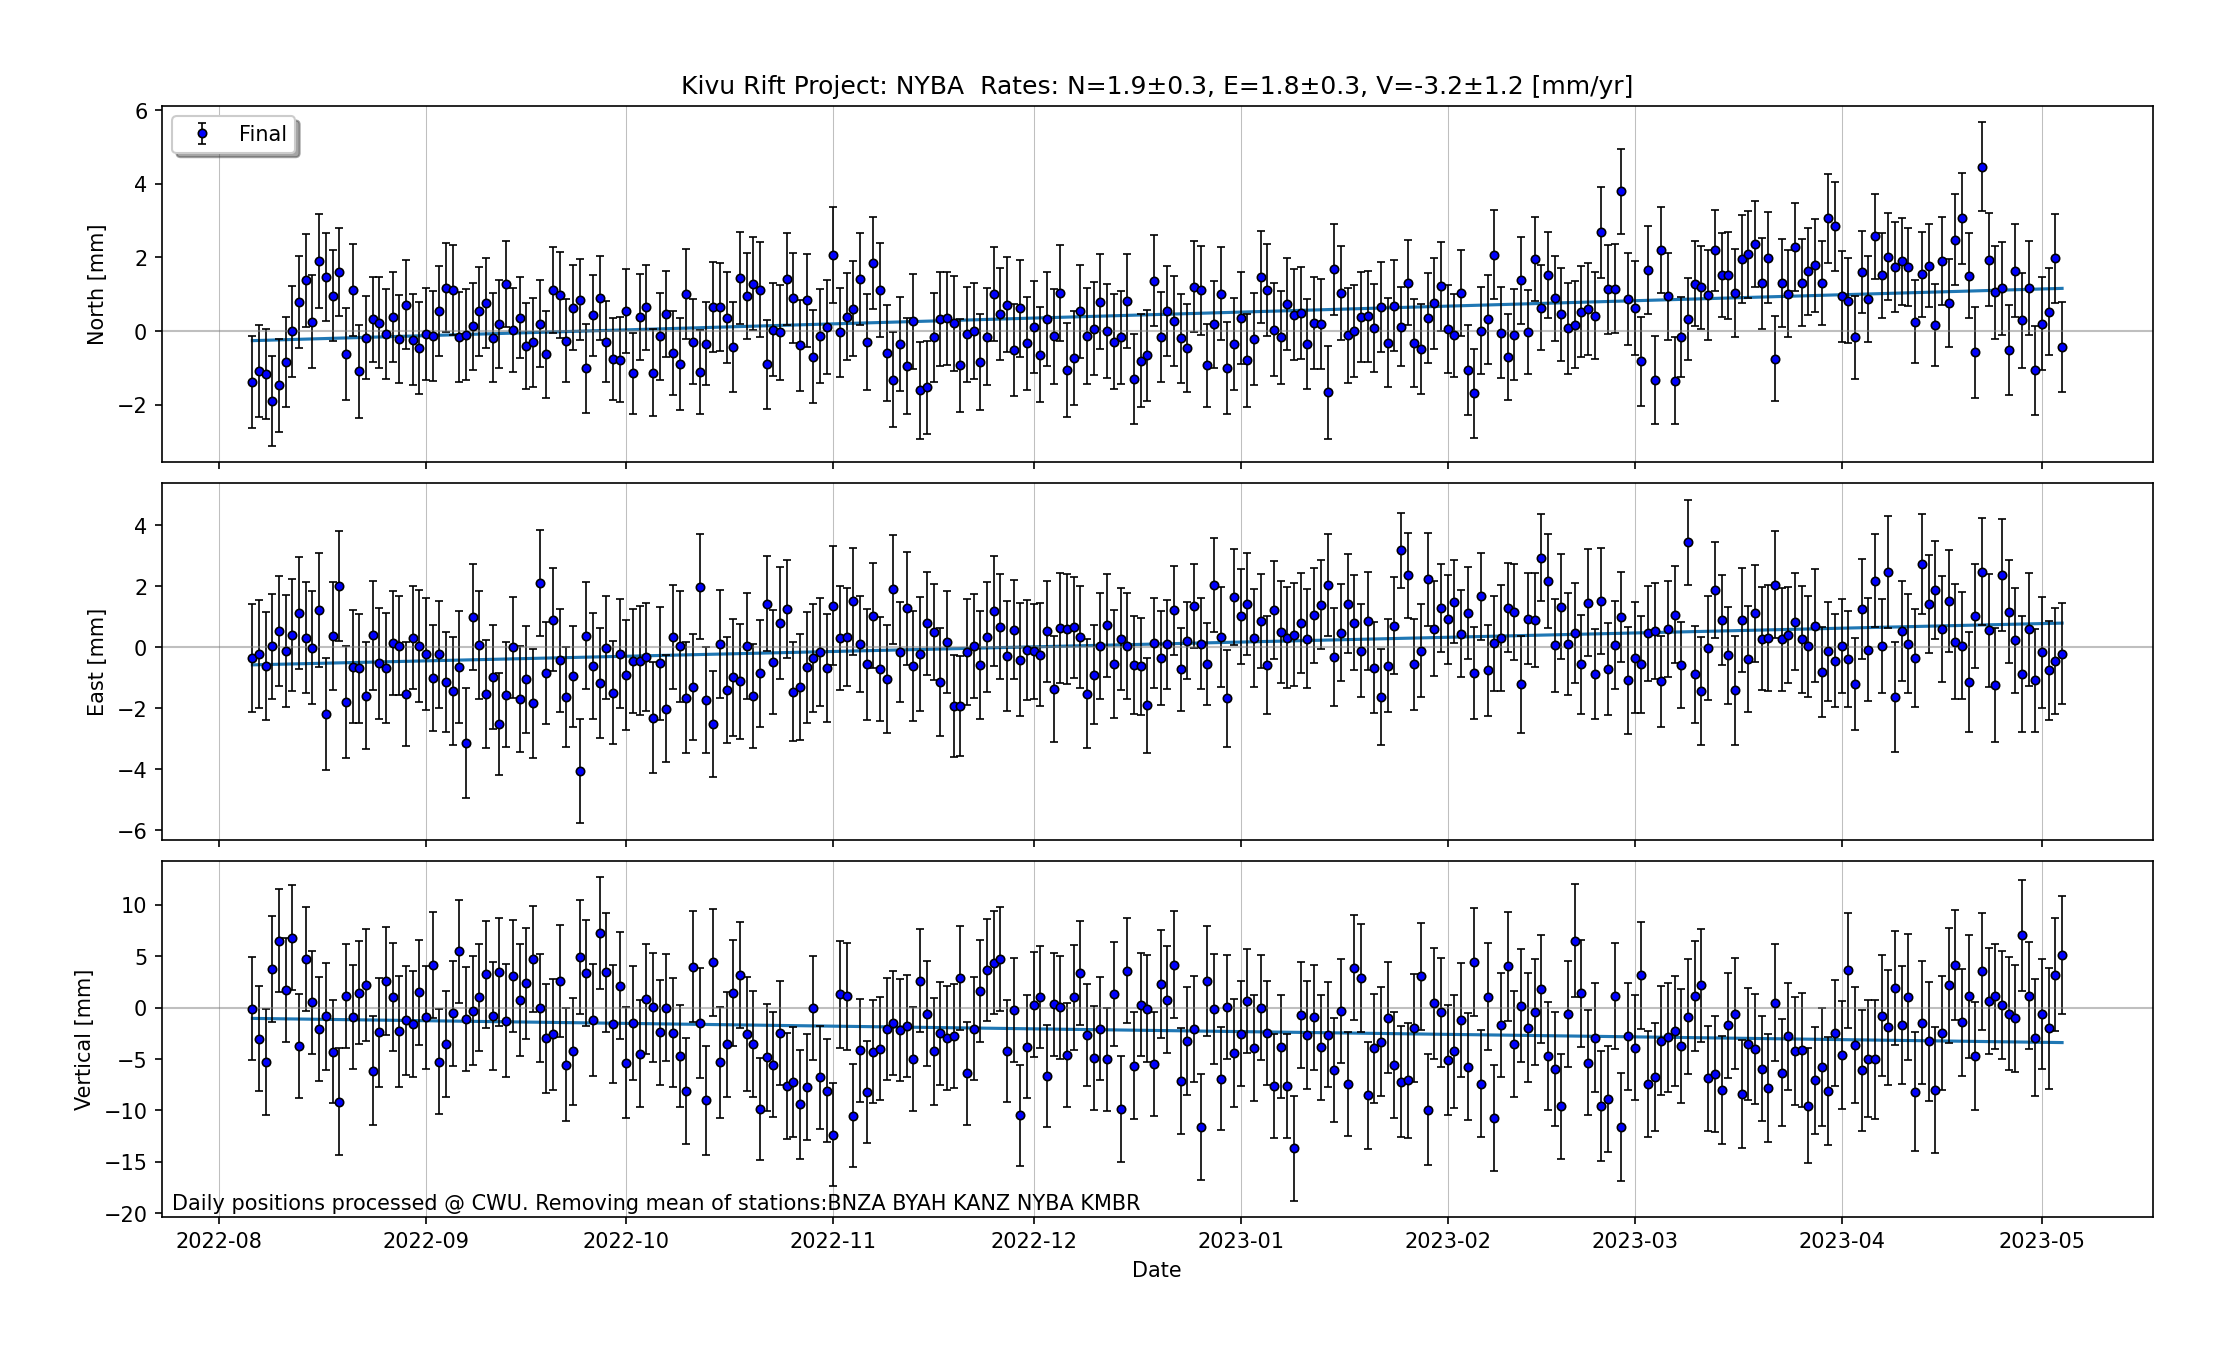 Kivu Rift Project: NYBA  Rates: N=1.9±0.3, E=1.8±0.3, V=-3.2±1.2 [mm/yr]
Final
North [mm]
6
4
2
0
−2
East [mm]
4
2
0
−2
−4
−6
Vertical [mm]
10
5
0
−5
−10
−15
−20
Daily positions processed @ CWU. Removing mean of stations:BNZA BYAH KANZ NYBA KMBR
2022-08 2022-09 2022-10 2022-11 2022-12 2023-01 2023-02 2023-03 2023-04 2023-05
Date